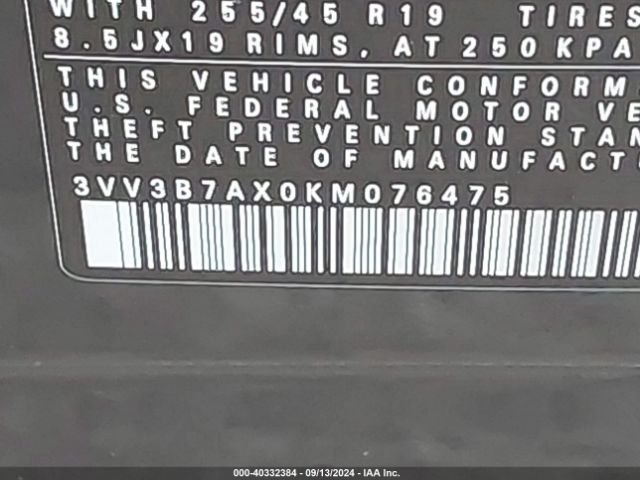 WITH 255/45 R19 TIRES
8.5JX19 RIMS, AT 250 KPA
THIS VEHICLE CONFORM
U.S. FEDERAL MOTOR VE
THEFT PREVENTION STAN
THE DATE OF MANUFACT
3VV3B7AX0KM076475
000-40332384 - 09/13/2024 - IAA Inc.